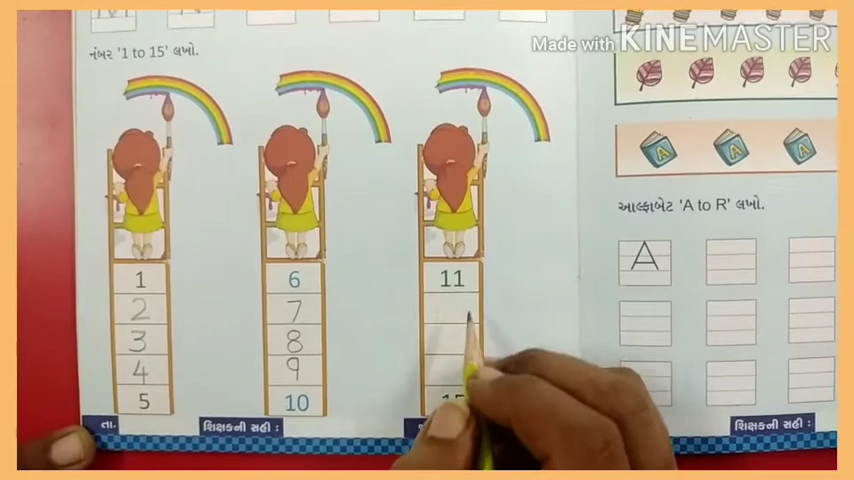 Made with KINEMASTER
નંબર '1 to 15' લખો.
1 6 11
2 7
3 8
4 9
5 10
આલ્ફાબેટ 'A to R' લખો.
A
તા. શિક્ષકની સહી : શિક્ષકની સહી :